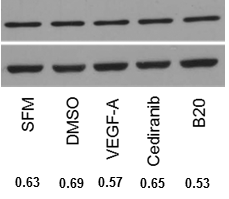 SFM DMSO VEGF-A Cediranib B20
0.63 0.69 0.57 0.65 0.53